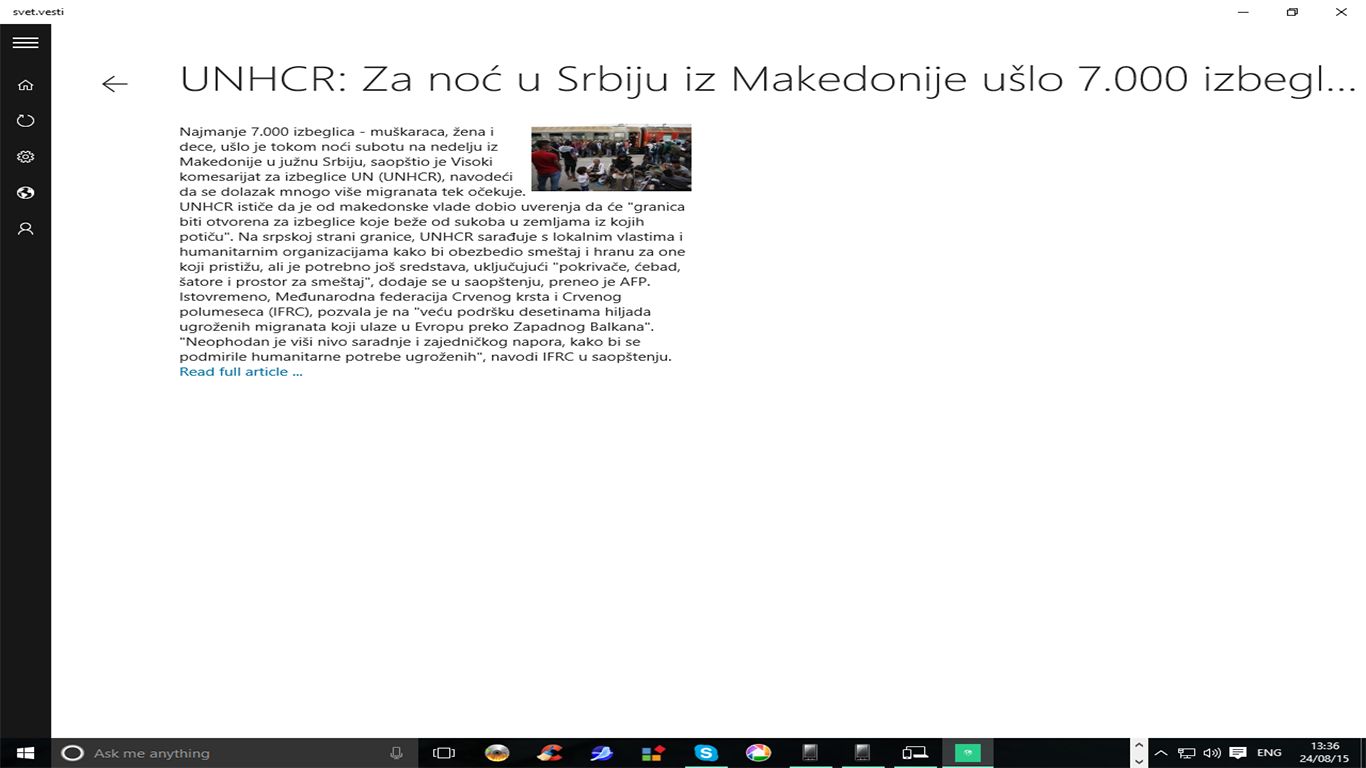 svet.vesti
UNHCR: Za noć u Srbiju iz Makedonije ušlo 7.000 izbegl...
Najmanje 7.000 izbeglica - muškaraca, žena i
dece, ušlo je tokom noći subotu na nedelju iz
Makedonije u južnu Srbiju, saopštio je Visoki
komesarijat za izbeglice UN (UNHCR), navodeći
da se dolazak mnogo više migranata tek očekuje.
UNHCR ističe da je od makedonske vlade dobio uverenja da će "granica
biti otvorena za izbeglice koje beže od sukoba u zemljama iz kojih
potiču". Na srpskoj strani granice, UNHCR sarađuje s lokalnim vlastima i
humanitarnim organizacijama kako bi obezbedio smeštaj i hranu za one
koji pristižu, ali je potrebno još sredstava, uključujući "pokrivače, ćebad,
šatore i prostor za smeštaj", dodaje se u saopštenju, preneo je AFP.
Istovremeno, Međunarodna federacija Crvenog krsta i Crvenog
polumeseca (IFRC), pozvala je na "veću podršku desetinama hiljada
ugroženih migranata koji ulaze u Evropu preko Zapadnog Balkana".
"Neophodan je viši nivo saradnje i zajedničkog napora, kako bi se
podmirile humanitarne potrebe ugroženih", navodi IFRC u saopštenju.
Read full article ...
Ask me anything
ENG
13:36
24/08/15